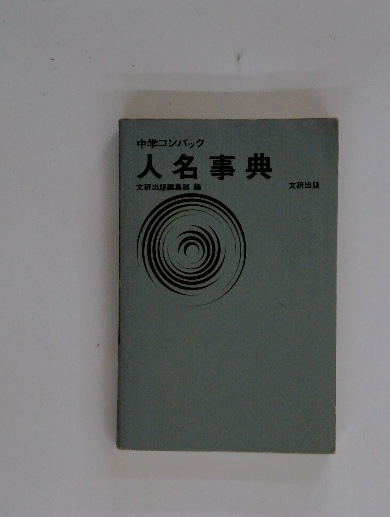 中学コンパック
人名事典
文研出版編集部 編
文研出版